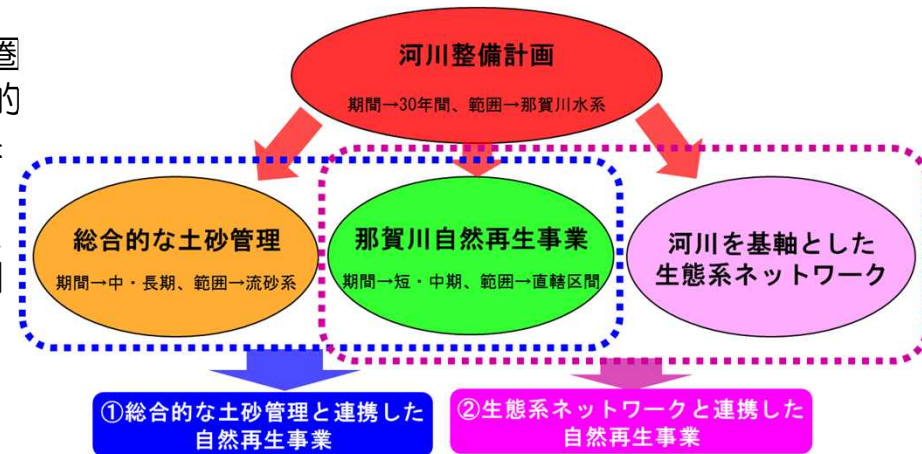 的
河川整備計画
期間→30年間、範囲→那賀川水系
総合的な土砂管理
期間→中・長期、範囲→流砂系
那賀川自然再生事業
期間→短・中期、範囲→直轄区間
河川を基軸とした
生態系ネットワーク
①総合的な土砂管理と連携した
自然再生事業
②生態系ネットワークと連携した
自然再生事業